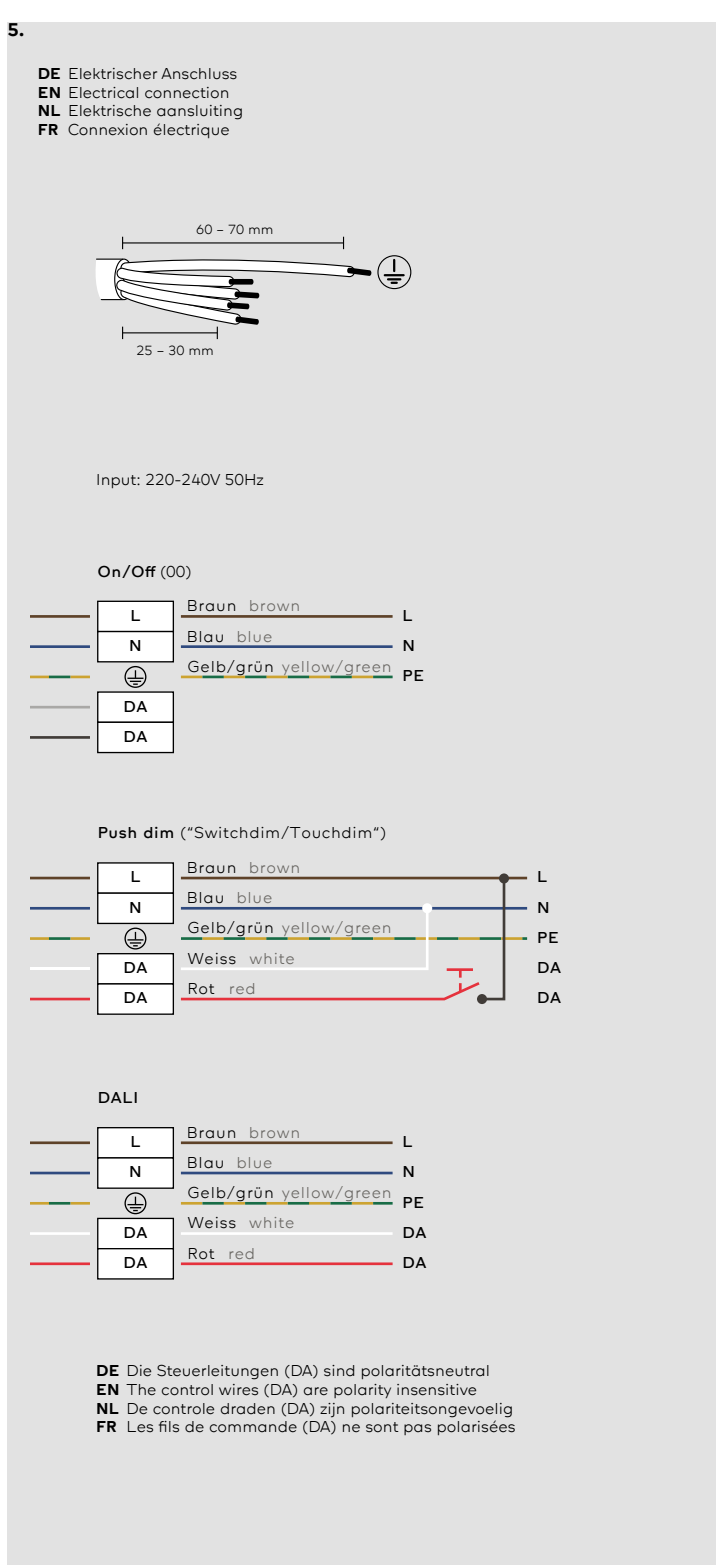 5.
DE Elektrischer Anschluss
EN Electrical connection
NL Elektrische aansluiting
FR Connexion électrique
60 – 70 mm
25 – 30 mm
Input: 220-240V 50Hz
On/Off (00)
L Braun brown L
N Blau blue N
Gelb/grün yellow/green PE
DA
DA
Push dim (“Switchdim/Touchdim“)
L Braun brown L
N Blau blue N
Gelb/grün yellow/green PE
DA Weiss white DA
DA Rot red DA
DALI
L Braun brown L
N Blau blue N
Gelb/grün yellow/green PE
DA Weiss white DA
DA Rot red DA
DE Die Steuerleitungen (DA) sind polaritätsneutral
EN The control wires (DA) are polarity insensitive
NL De controle draden (DA) zijn polariteitsongevoelig
FR Les fils de commande (DA) ne sont pas polarisées